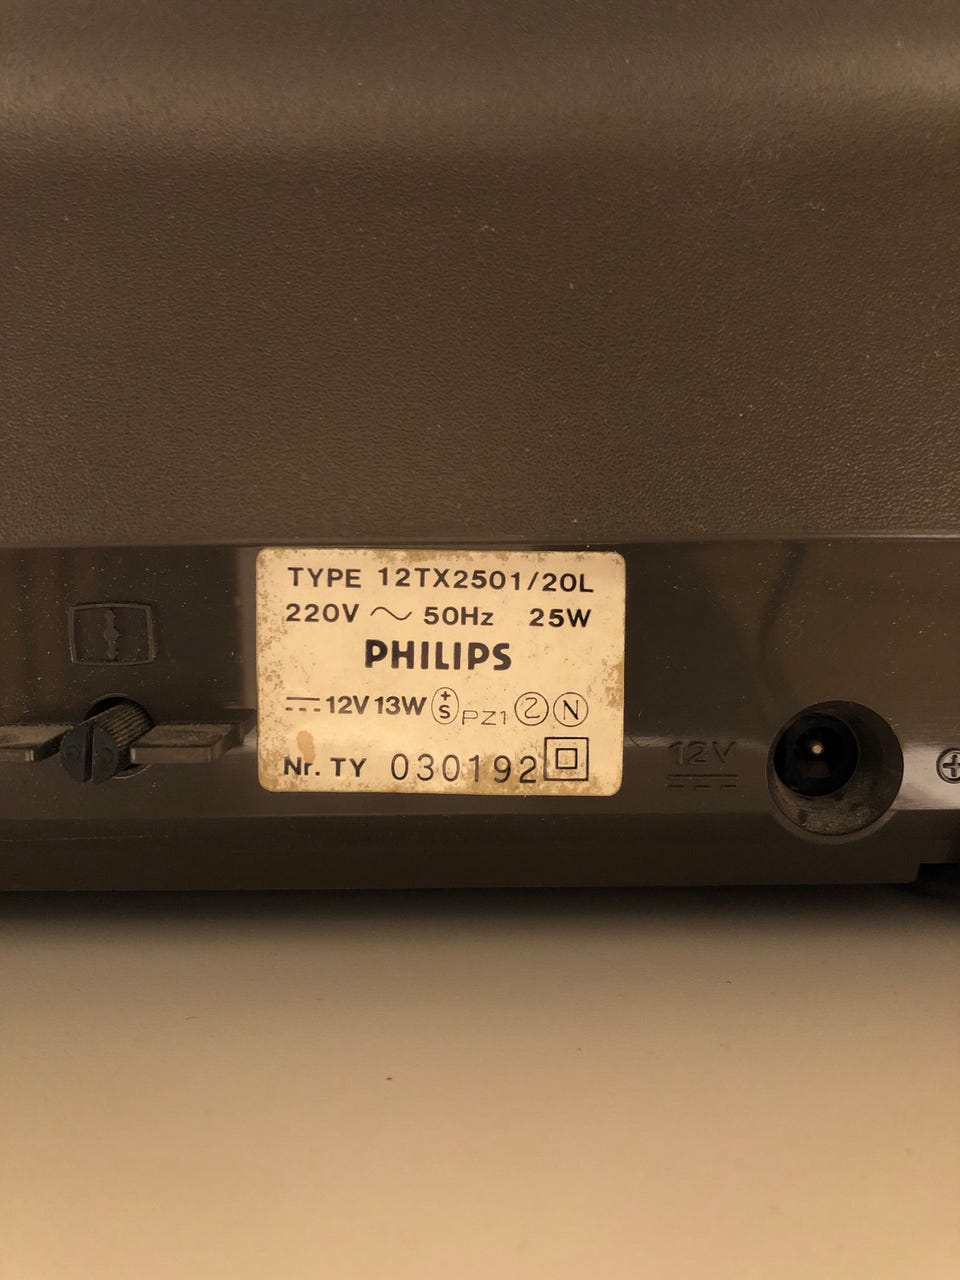 TYPE 12TX2501/20L
220V ~ 50Hz 25W
PHILIPS
12V 13W +S PZ1 2 N
Nr. TY 030192
12V